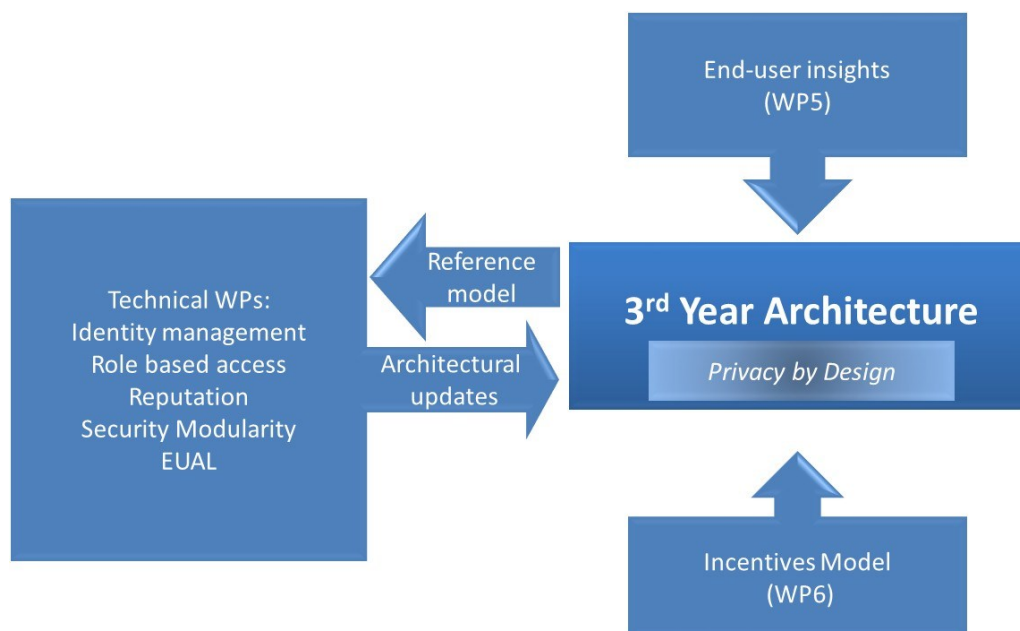 End-user insights
(WP5)
Reference
model
3rd Year Architecture
Privacy by Design
Technical WPs:
Identity management
Role based access
Reputation
Security Modularity
EUAL
Architectural
updates
Incentives Model
(WP6)